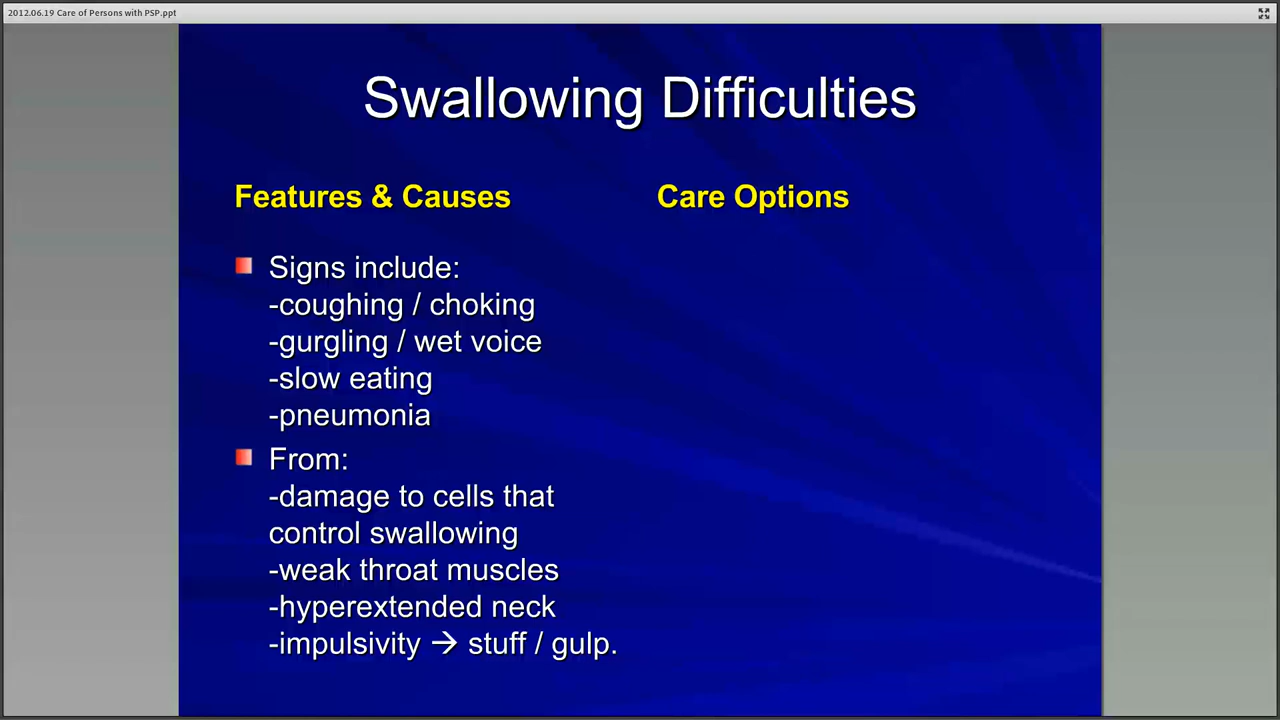 2012.06.19 Care of Persons with PSP.ppt
Swallowing Difficulties
Features & Causes
Care Options
Signs include:
-coughing / choking
-gurgling / wet voice
-slow eating
-pneumonia
From:
-damage to cells that
control swallowing
-weak throat muscles
-hyperextended neck
-impulsivity → stuff / gulp.